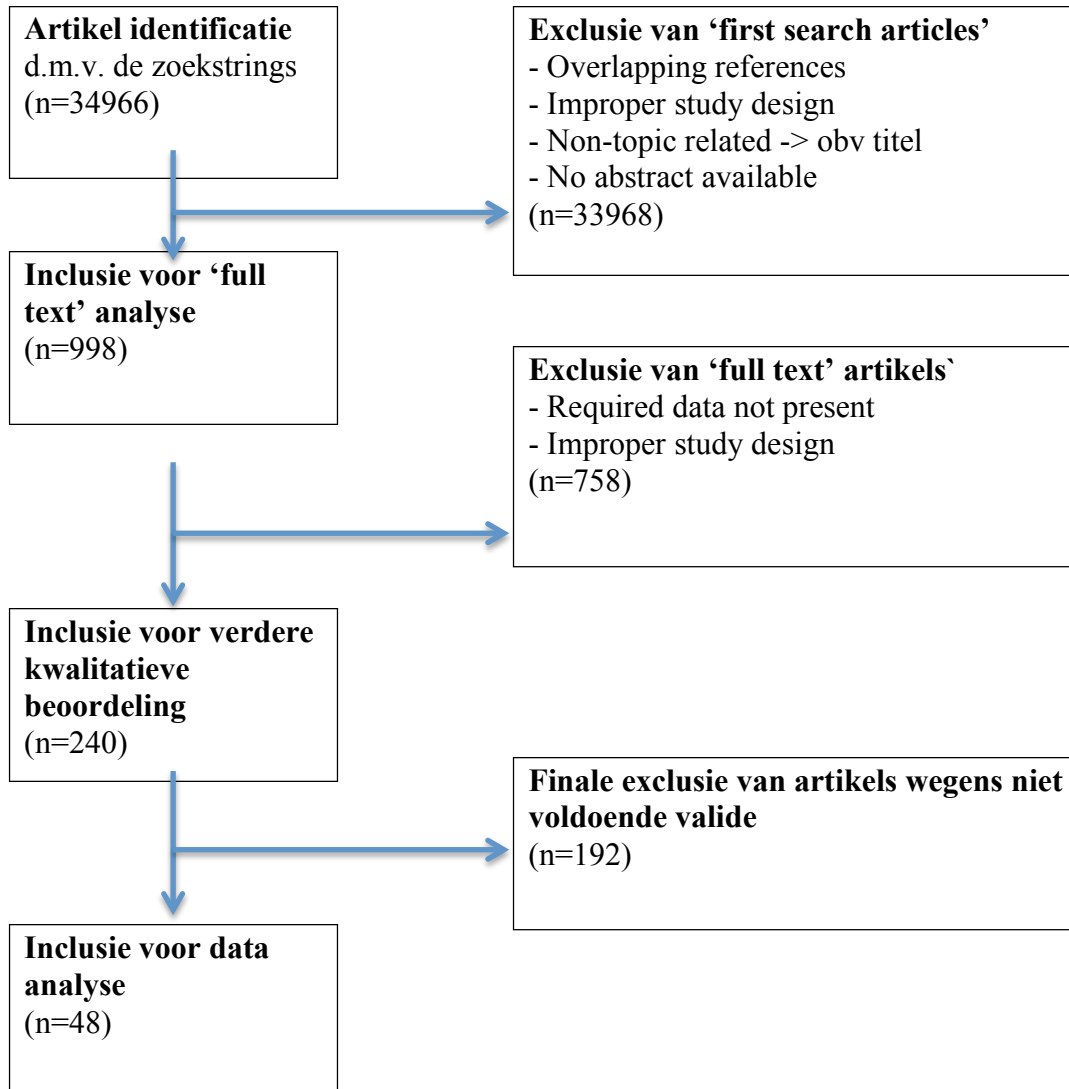 Artikel identificatie
d.m.v. de zoekstrings
(n=34966)
Exclusie van ‘first search articles’
- Overlapping references
- Improper study design
- Non-topic related -> obv titel
- No abstract available
(n=33968)
Inclusie voor ‘full
text’ analyse
(n=998)
Exclusie van ‘full text’ artikels`
- Required data not present
- Improper study design
(n=758)
Inclusie voor verdere
kwalitatieve
beoordeling
(n=240)
Finale exclusie van artikels wegens niet
voldoende valide
(n=192)
Inclusie voor data
analyse
(n=48)